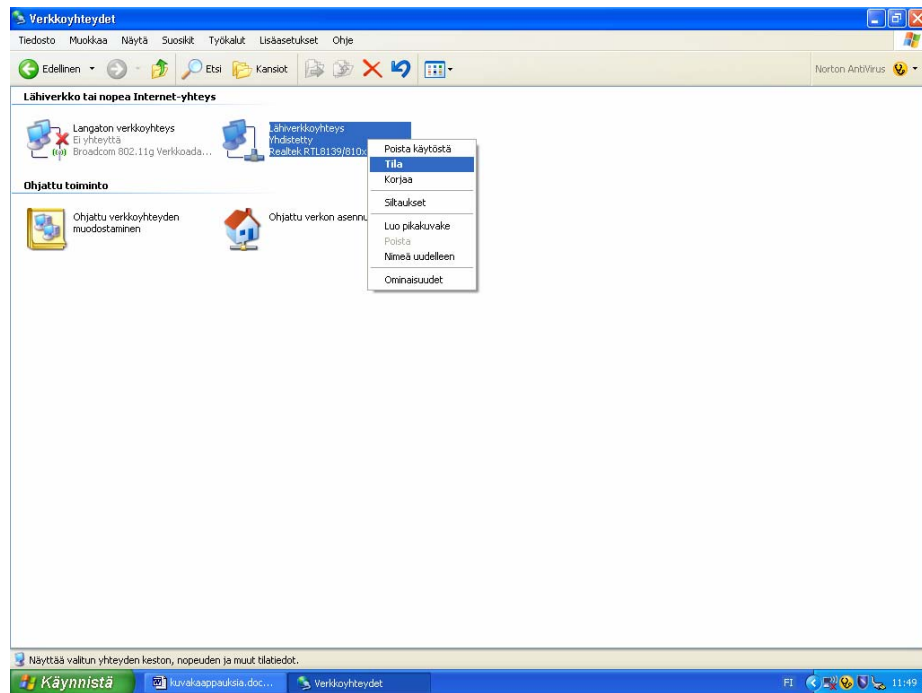 Verkkoyhteydet
Tiedosto Muokkaa Näytä Suosikit Työkalut Lisäasetukset Ohje
Edellinen Etsi Kansiot Norton AntiVirus
Lähiverkko tai nopea Internet-yhteys
Langaton verkkoyhteys
Ei yhteyttä
Broadcom 802.11g Verkkoada...
Lähiverkkoyhteys
Yhdistetty
Realtek RTL8139/810x
Poista käytöstä
Tila
Korjaa
Siltaukset
Luo pikakuvake
Poista
Nimeä uudelleen
Ominaisuudet
Ohjattu toiminto
Ohjattu verkkoyhteyden
muodostaminen
Ohjattu verkon asennu
Näyttää valitun yhteyden keston, nopeuden ja muut tilatiedot.
Käynnistä kuvakaappauksia.doc... Verkkoyhteydet FI 11:49